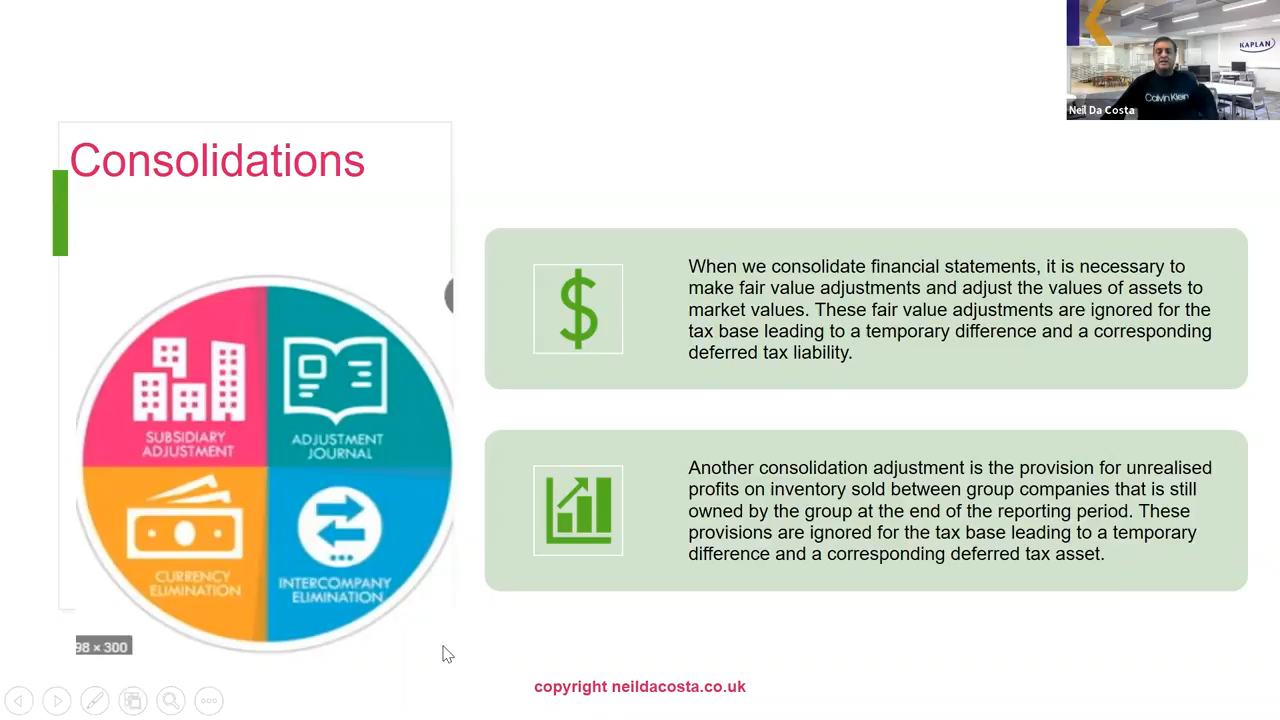 KAPLAN
Calvin Klein
Neil Da Costa
Consolidations
When we consolidate financial statements, it is necessary to
make fair value adjustments and adjust the values of assets to
market values. These fair value adjustments are ignored for the
tax base leading to a temporary difference and a corresponding
deferred tax liability.
SUBSIDIARY
ADJUSTMENT
ADJUSTMENT
JOURNAL
CURRENCY
ELIMINATION
INTERCOMPANY
ELIMINATION
Another consolidation adjustment is the provision for unrealised
profits on inventory sold between group companies that is still
owned by the group at the end of the reporting period. These
provisions are ignored for the tax base leading to a temporary
difference and a corresponding deferred tax asset.
98 × 300
copyright neildacosta.co.uk